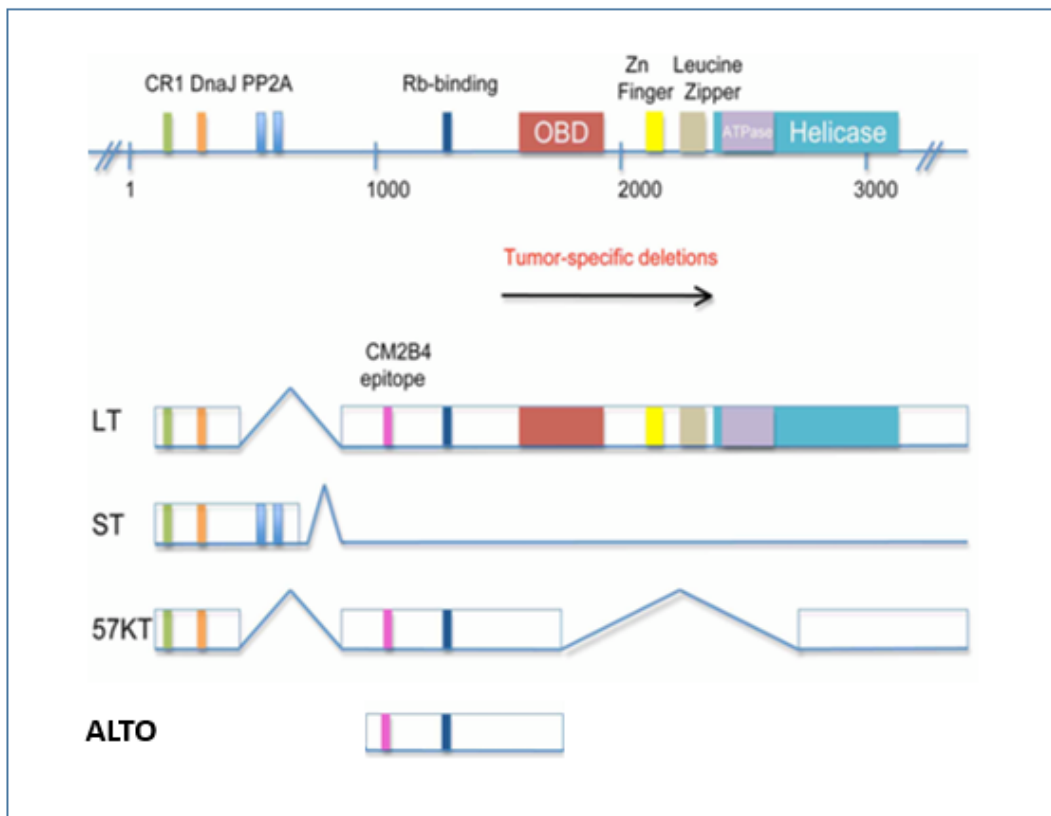 Zn Leucine
CR1 DnaJ PP2A Rb-binding Finger Zipper
OBD ATPase Helicase
1 1000 2000 3000
Tumor-specific deletions
CM2B4
epitope
LT
ST
57KT
ALTO